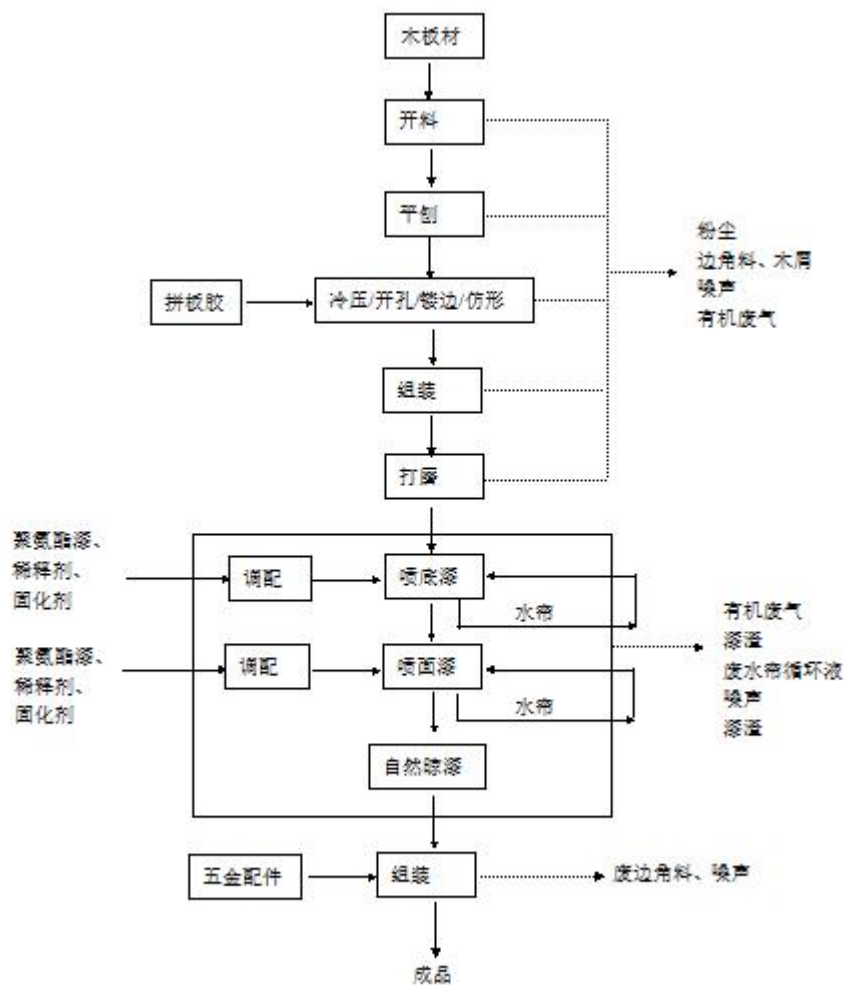 木板材
开料
平刨
粉尘
边角料、木屑
噪声
有机废气
拼板胶
冷压/开孔/镂边/仿形
组装
打磨
聚氨酯漆、
稀释剂、
固化剂
调配
喷底漆
水帘
有机废气
漆渣
废水帘循环液
噪声
漆渣
聚氨酯漆、
稀释剂、
固化剂
调配
喷面漆
水帘
自然晾漆
五金配件
组装
废边角料、噪声
成品